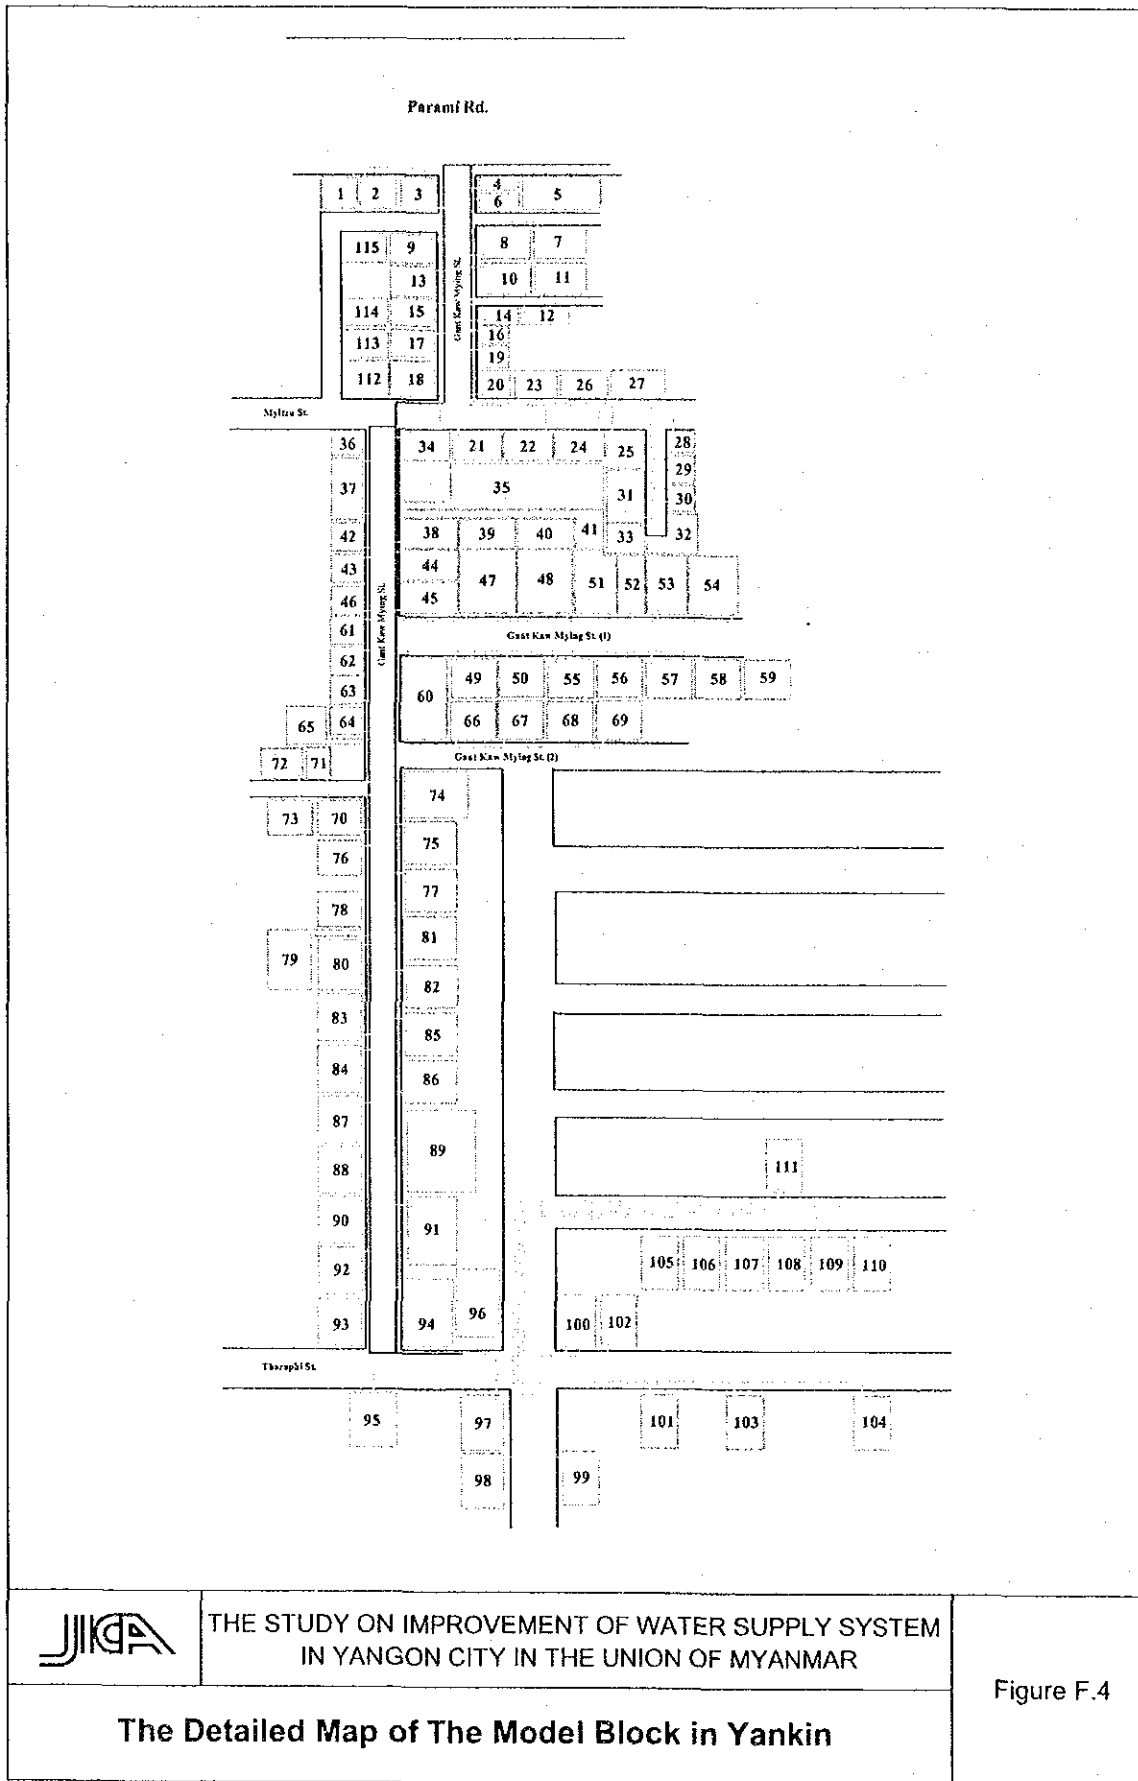 Parami Rd.
1 2 3 4 5
6
115 9 8 7
13 10 11
114 15 14 12
16
113 17 19
112 18 20 23 26 27
Gant Kaw Mying St.
Myitzu St.
36 34 21 22 24 25 28
29
37 35 31 30
42 38 39 40 41 33 32
43 44 47 48 51 52 53 54
46 45
Gant Kaw Mying St.
61
Gant Kaw Mying St. (1)
62 49 50 55 56 57 58 59
63 60
65 64 66 67 68 69
72 71
Gant Kaw Mying St. (2)
74
73 70
75
76
77
78
81
79 80
82
83
85
84
86
87
89
88 111
90
91
92 105 106 107 108 109 110
93 94 96 100 102
Tharaphi St.
95 97 101 103 104
98 99
JICA
THE STUDY ON IMPROVEMENT OF WATER SUPPLY SYSTEM
IN YANGON CITY IN THE UNION OF MYANMAR
Figure F.4
The Detailed Map of The Model Block in Yankin